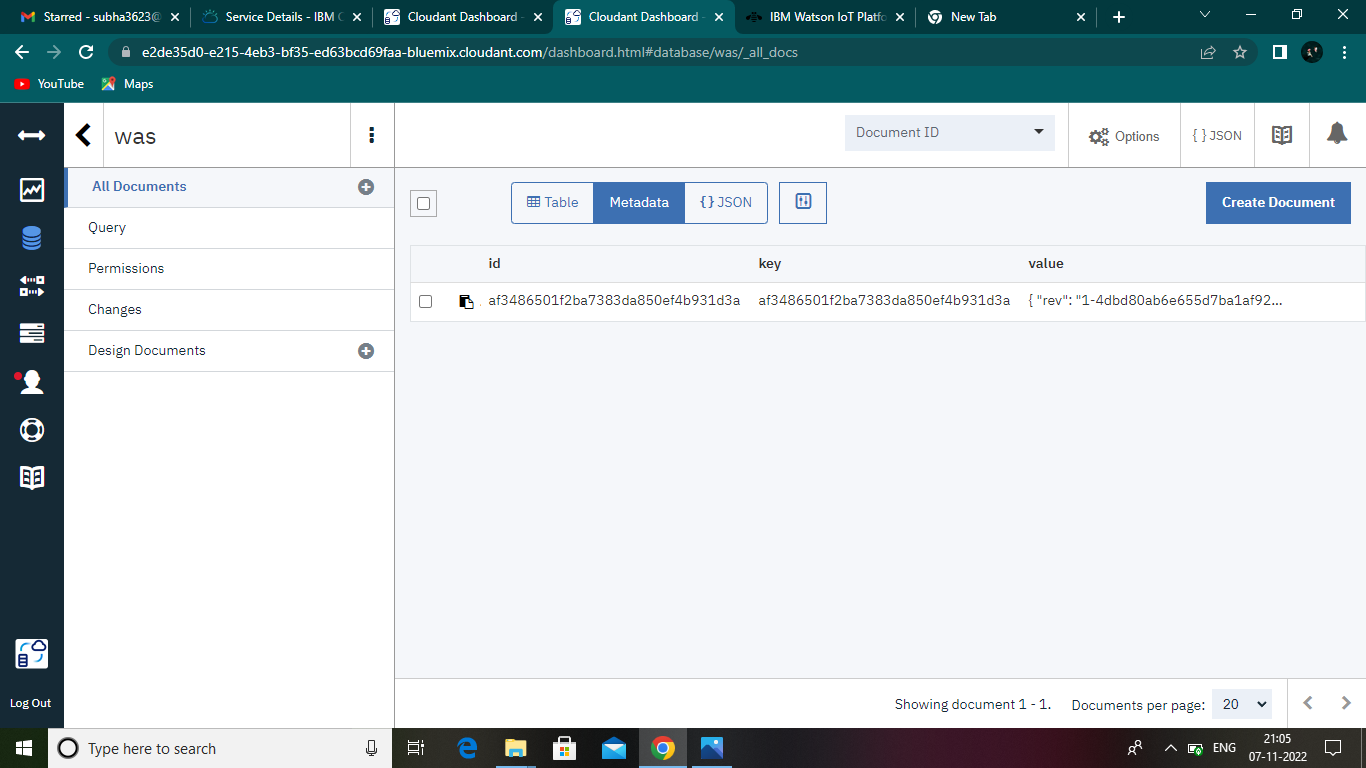 Starred - subha3623@
Service Details - IBM C
Cloudant Dashboard -
Cloudant Dashboard -
IBM Watson IoT Platfo
New Tab
e2de35d0-e215-4eb3-bf35-ed63bcd69faa-bluemix.cloudant.com/dashboard.html#database/was/_all_docs
YouTube
Maps
was
Document ID
Options
{ } JSON
All Documents
Query
Permissions
Changes
Design Documents
Table
Metadata
{ } JSON
Create Document
id key value
af3486501f2ba7383da850ef4b931d3a af3486501f2ba7383da850ef4b931d3a { "rev": "1-4dbd80ab6e655d7ba1af92...
Log Out
Showing document 1 - 1. Documents per page: 20
Type here to search
ENG
21:05
07-11-2022